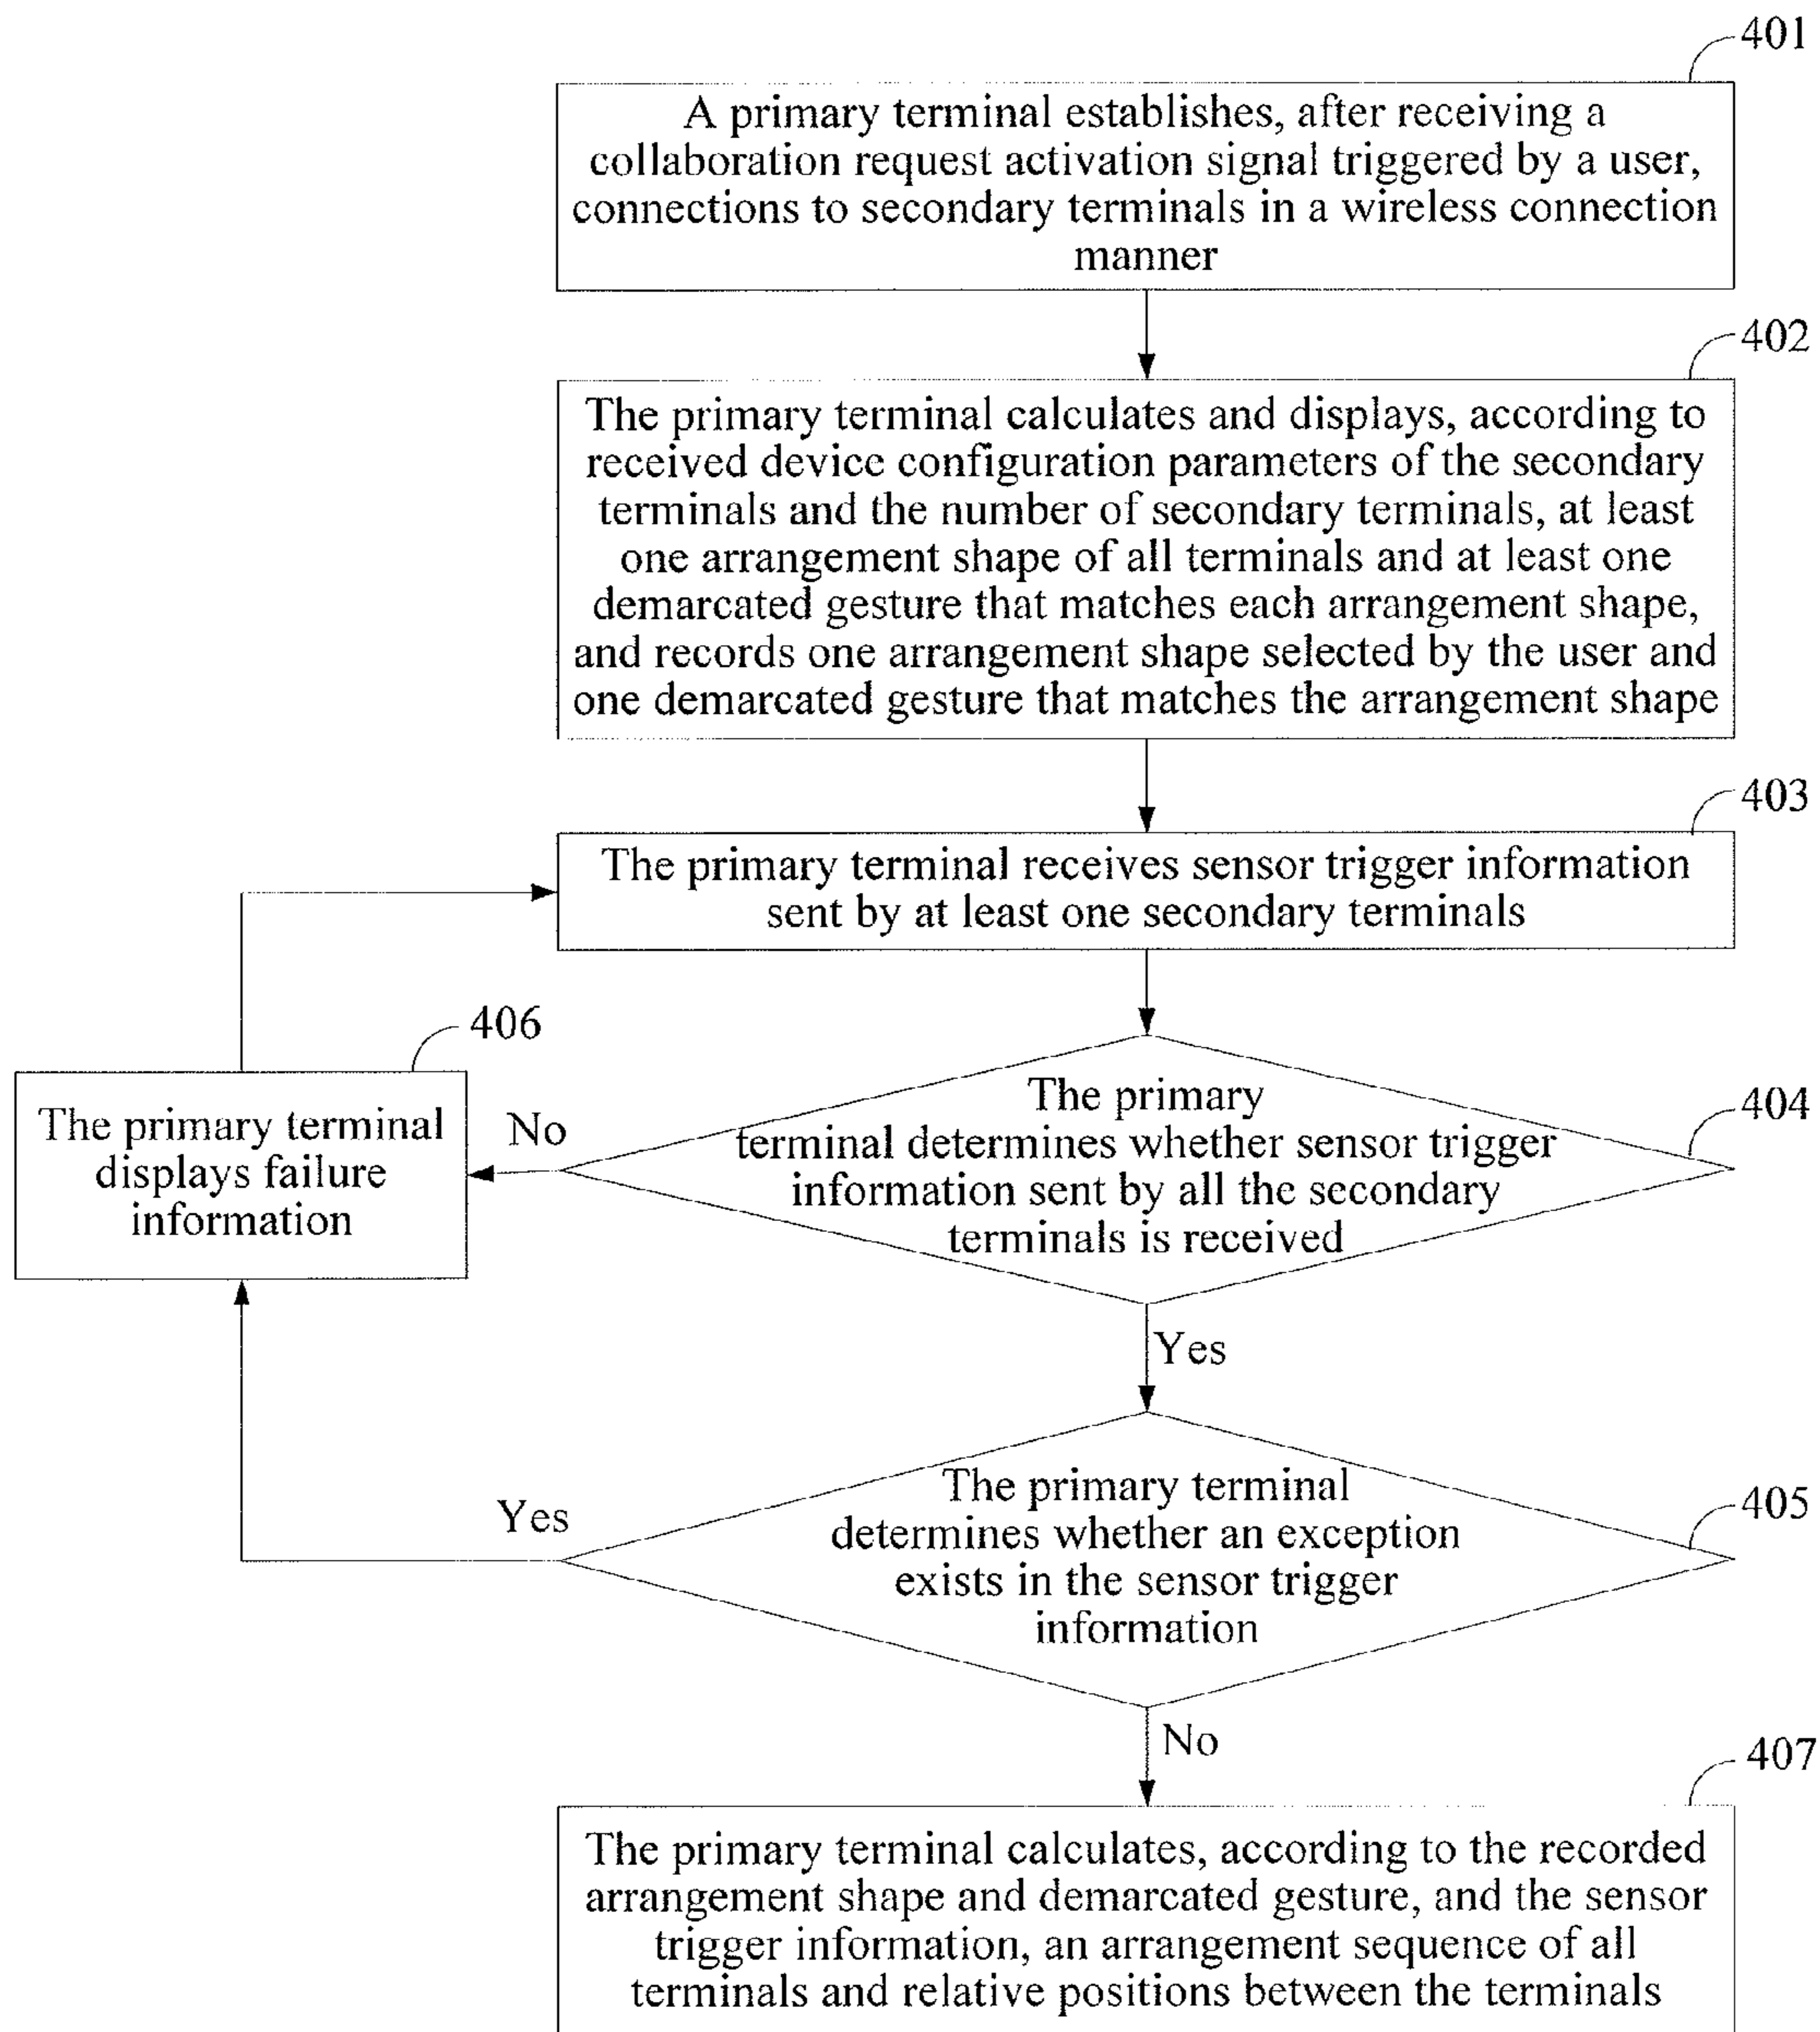 401
A primary terminal establishes, after receiving a
collaboration request activation signal triggered by a user,
connections to secondary terminals in a wireless connection
manner
402
The primary terminal calculates and displays, according to
received device configuration parameters of the secondary
terminals and the number of secondary terminals, at least
one arrangement shape of all terminals and at least one
demarcated gesture that matches each arrangement shape,
and records one arrangement shape selected by the user and
one demarcated gesture that matches the arrangement shape
403
The primary terminal receives sensor trigger information
sent by at least one secondary terminals
406
The primary terminal
displays failure
information
No
404
The primary
terminal determines whether sensor trigger
information sent by all the secondary
terminals is received
Yes
Yes
405
The primary terminal
determines whether an exception
exists in the sensor trigger
information
No
407
The primary terminal calculates, according to the recorded
arrangement shape and demarcated gesture, and the sensor
trigger information, an arrangement sequence of all
terminals and relative positions between the terminals